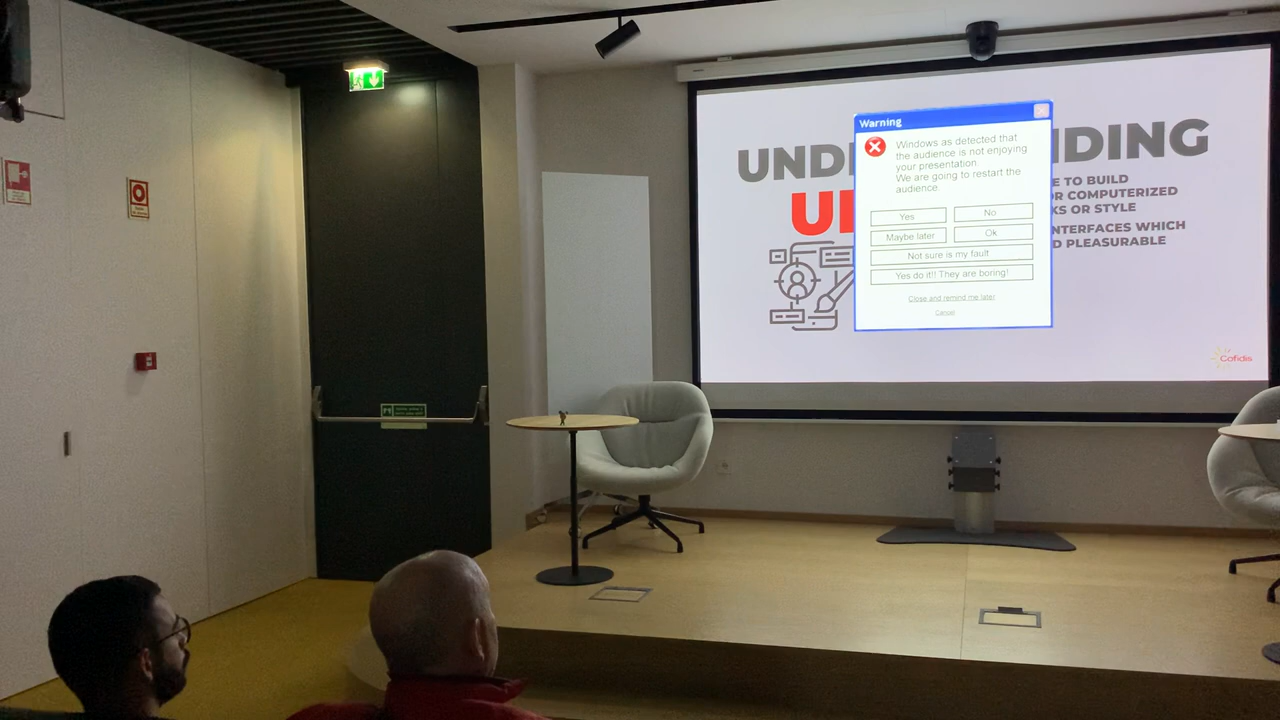 Warning
Windows as detected that
the audience is not enjoying
your presentation.
We are going to restart the
audience.
Yes
No
Maybe later
Ok
Not sure is my fault
Yes do it!! They are boring!
Close and remind me later
Cancel
UND
DING
UI
E TO BUILD
OR COMPUTERIZED
KS OR STYLE
NTERFACES WHICH
D PLEASURABLE
Cofidis